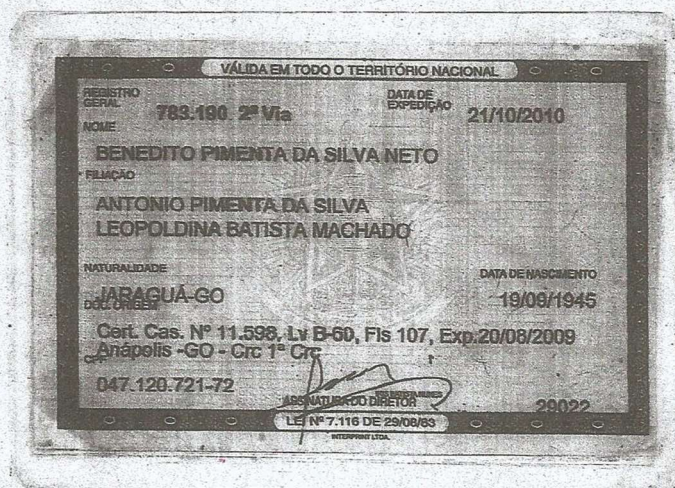 VÁLIDA EM TODO O TERRITÓRIO NACIONAL
REGISTRO GERAL 783.190 2ª Via DATA DE EXPEDIÇÃO 21/10/2010
NOME
BENEDITO PIMENTA DA SILVA NETO
FILIAÇÃO
ANTONIO PIMENTA DA SILVA
LEOPOLDINA BATISTA MACHADO
NATURALIDADE DATA DE NASCIMENTO
JARAGUÁ-GO 19/09/1945
DOC. ORIGEM
Cert. Cas. Nº 11.598, Lv B-60, Fls 107, Exp.20/08/2009
Anápolis -GO - Crc 1ª Crc
047.120.721-72
ASSINATURA DO DIRETOR 29022
LEI Nº 7.116 DE 29/08/83
INTERPRINT LTDA.